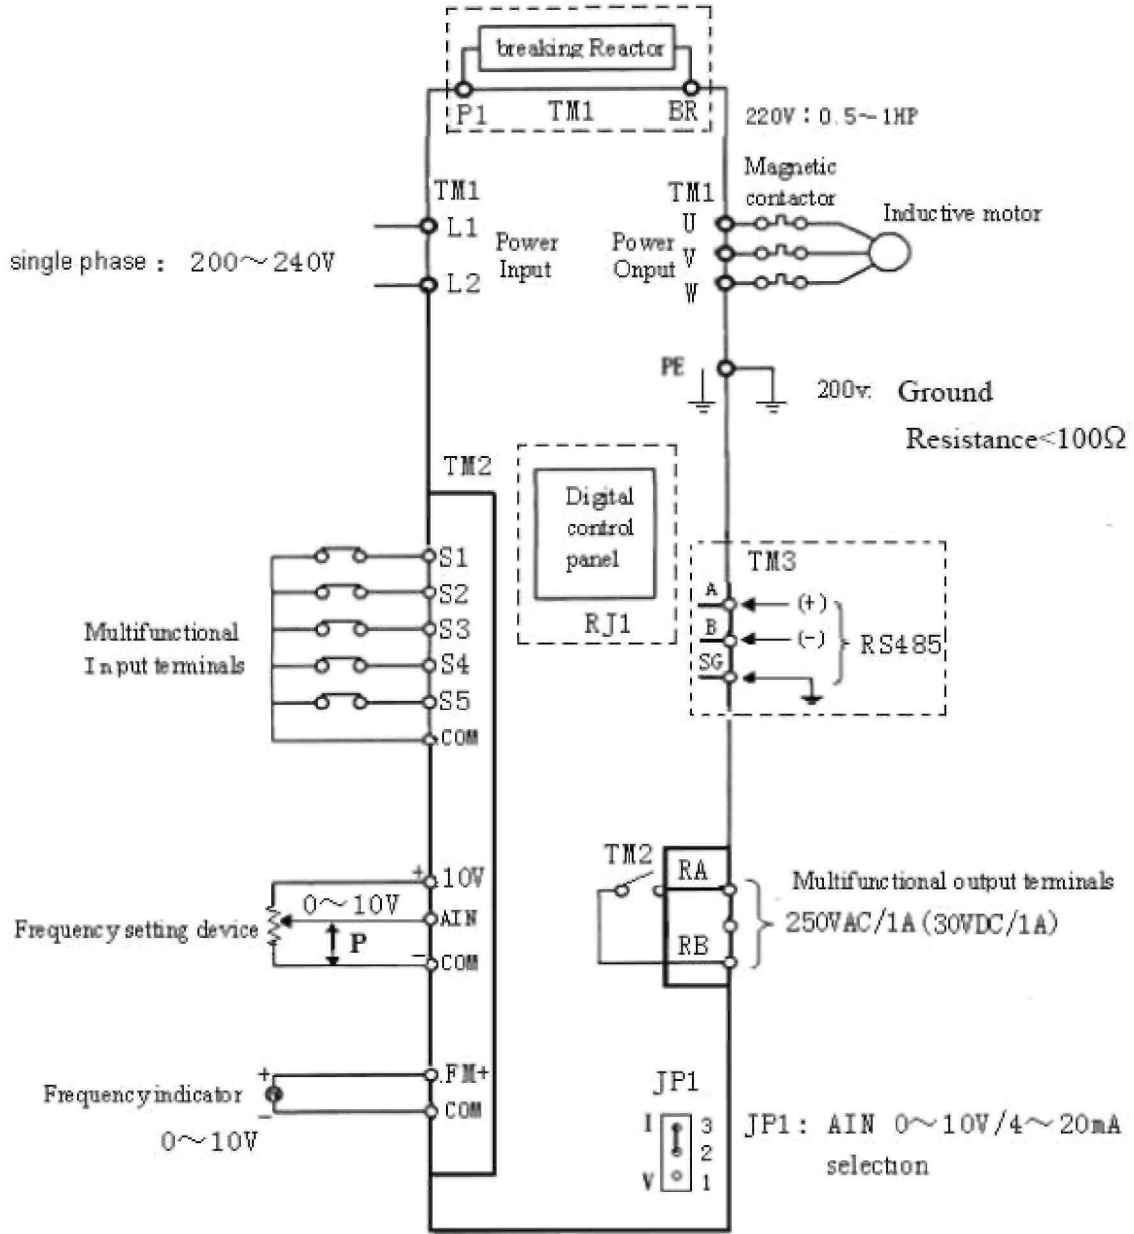 breaking Reactor
P1 TM1 BR
220V：0.5～1HP
Magnetic
contactor
TM1
L1
Power
Input
L2
single phase： 200～240V
TM1
U
V
W
Power
Onput
Inductive motor
PE
200v. Ground
Resistance<100Ω
TM2
Digital
control
panel
RJ1
TM3
A (+)
B (-)
SG
RS485
S1
S2
S3
S4
S5
COM
Multifunctional
Input terminals
+ 10V
0～10V
AIN
P
- COM
Frequency setting device
TM2
RA
RB
Multifunctional output terminals
250VAC/1A(30VDC/1A)
+ FM+
- COM
Frequency indicator
0～10V
JP1
I 3
2
V 1
JP1: AIN 0～10V/4～20mA
selection